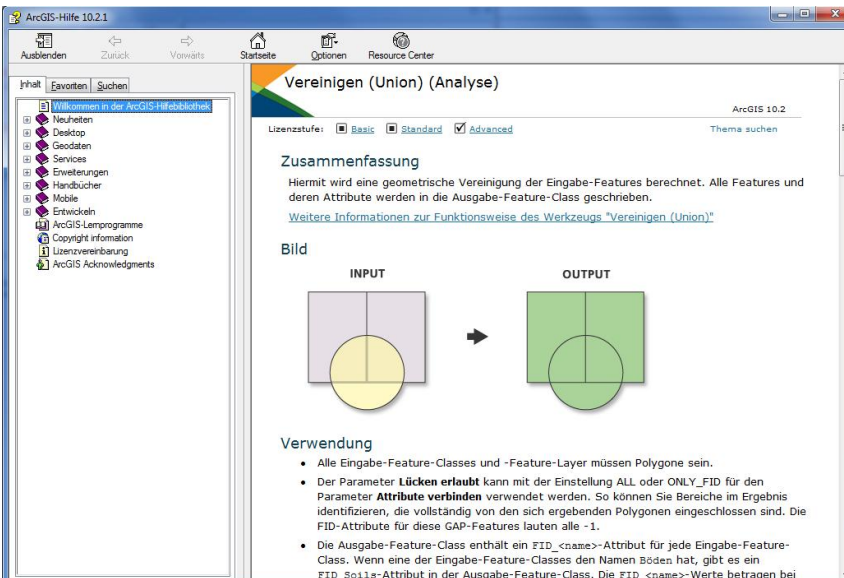 ArcGIS-Hilfe 10.2.1
Ausblenden Zurück Vorwärts Startseite Optionen Resource Center
Inhalt Favoriten Suchen
Willkommen in der ArcGIS-Hilfebibliothek
Neuheiten
Desktop
Geodaten
Services
Erweiterungen
Handbücher
Mobile
Entwickeln
ArcGIS-Lernprogramme
Copyright information
Lizenzvereinbarung
ArcGIS Acknowledgments
Vereinigen (Union) (Analyse)
ArcGIS 10.2
Lizenzstufe: Basic Standard Advanced Thema suchen
Zusammenfassung
Hiermit wird eine geometrische Vereinigung der Eingabe-Features berechnet. Alle Features und
deren Attribute werden in die Ausgabe-Feature-Class geschrieben.
Weitere Informationen zur Funktionsweise des Werkzeugs "Vereinigen (Union)"
Bild
INPUT OUTPUT
Verwendung
• Alle Eingabe-Feature-Classes und -Feature-Layer müssen Polygone sein.
• Der Parameter Lücken erlaubt kann mit der Einstellung ALL oder ONLY_FID für den
Parameter Attribute verbinden verwendet werden. So können Sie Bereiche im Ergebnis
identifizieren, die vollständig von den sich ergebenden Polygonen eingeschlossen sind. Die
FID-Attribute für diese GAP-Features lauten alle -1.
• Die Ausgabe-Feature-Class enthält ein FID_<name>-Attribut für jede Eingabe-Feature-
Class. Wenn eine der Eingabe-Feature-Classes den Namen Böden hat, gibt es ein
FID_Soils-Attribut in der Ausgabe-Feature-Class. Die FID_<name>-Werte betragen bei